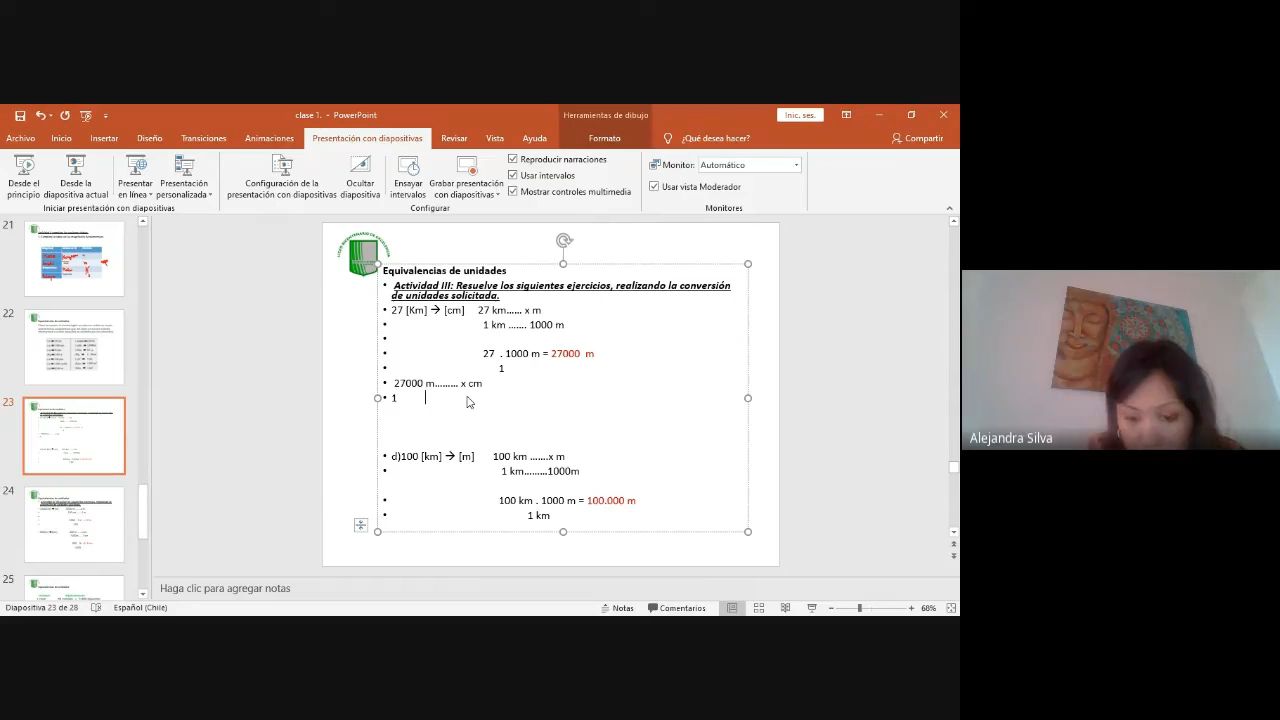 clase 1. - PowerPoint
Herramientas de dibujo
Inic. ses.
Archivo Inicio Insertar Diseño Transiciones Animaciones Presentación con diapositivas Revisar Vista Ayuda Formato ¿Qué desea hacer? Compartir
Desde el principio
Desde la diapositiva actual
Presentar en línea
Presentación personalizada
Iniciar presentación con diapositivas
Configuración de la presentación con diapositivas
Ocultar diapositiva
Ensayar intervalos
Grabar presentación con diapositivas
Reproducir narraciones
Usar intervalos
Mostrar controles multimedia
Configurar
Monitor: Automático
Usar vista Moderador
Monitores
21
22
23
24
25
Equivalencias de unidades
• Actividad III: Resuelve los siguientes ejercicios, realizando la conversión
de unidades solicitada.
• 27 [Km] → [cm] 27 km...... x m
• 1 km ....... 1000 m
•
• . 1000 m = 27000 m
• 1
• 27000 m......... x cm
• 1
• d)100 [km] → [m] 100 km .......x m
• 1 km.........1000m
• 100 km . 1000 m = 100.000 m
• 1 km
Haga clic para agregar notas
Diapositiva 23 de 28 Español (Chile) Notas Comentarios 68%
Alejandra Silva